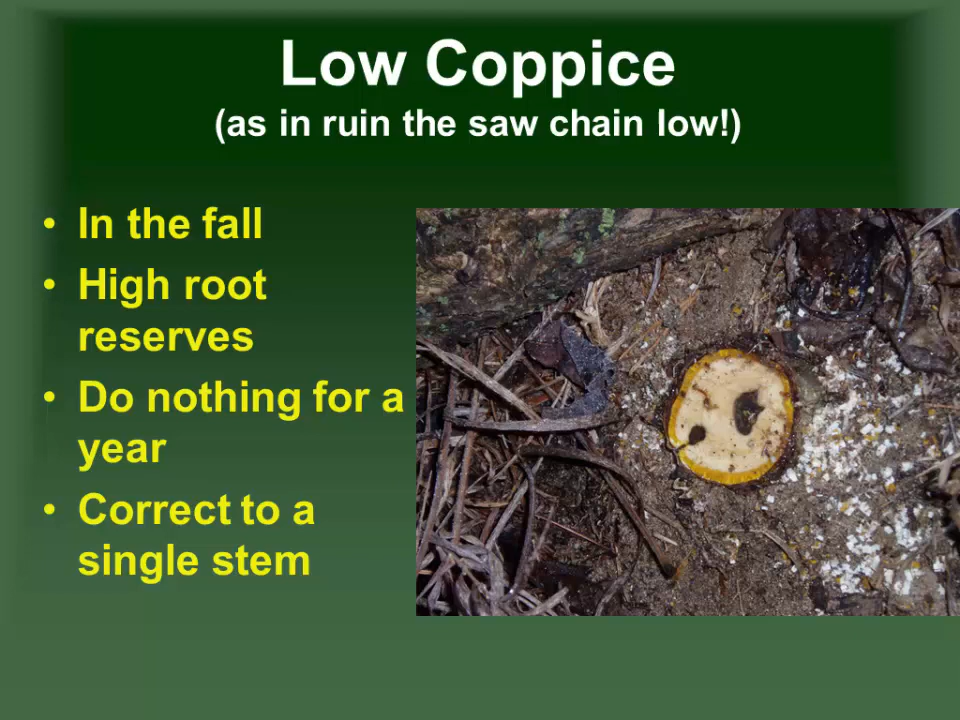 Low Coppice
(as in ruin the saw chain low!)
• In the fall
• High root
reserves
• Do nothing for a
year
• Correct to a
single stem